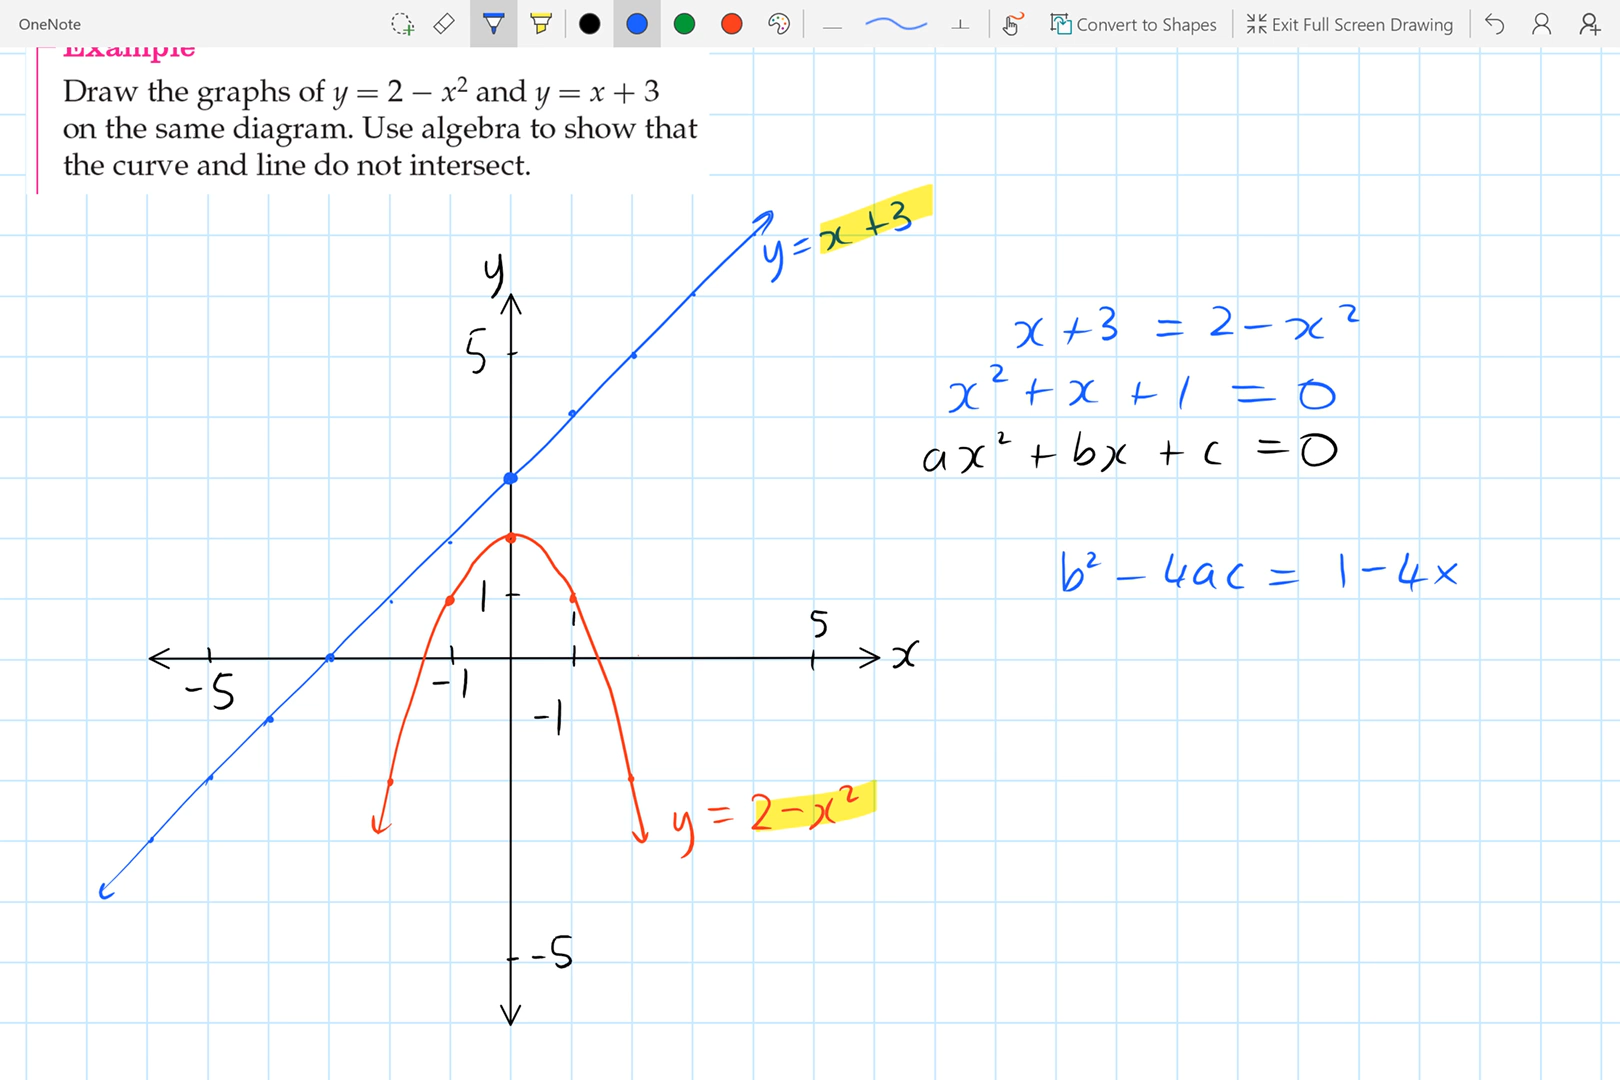 OneNote
Convert to Shapes
Exit Full Screen Drawing
Example
Draw the graphs of y = 2 − x² and y = x + 3
on the same diagram. Use algebra to show that
the curve and line do not intersect.
y = x + 3
y
x + 3 = 2 − x²
5
x² + x + 1 = 0
ax² + bx + c = 0
b² − 4ac = 1 − 4×
1
1
5
x
-5
-1
-1
y = 2 − x²
-5